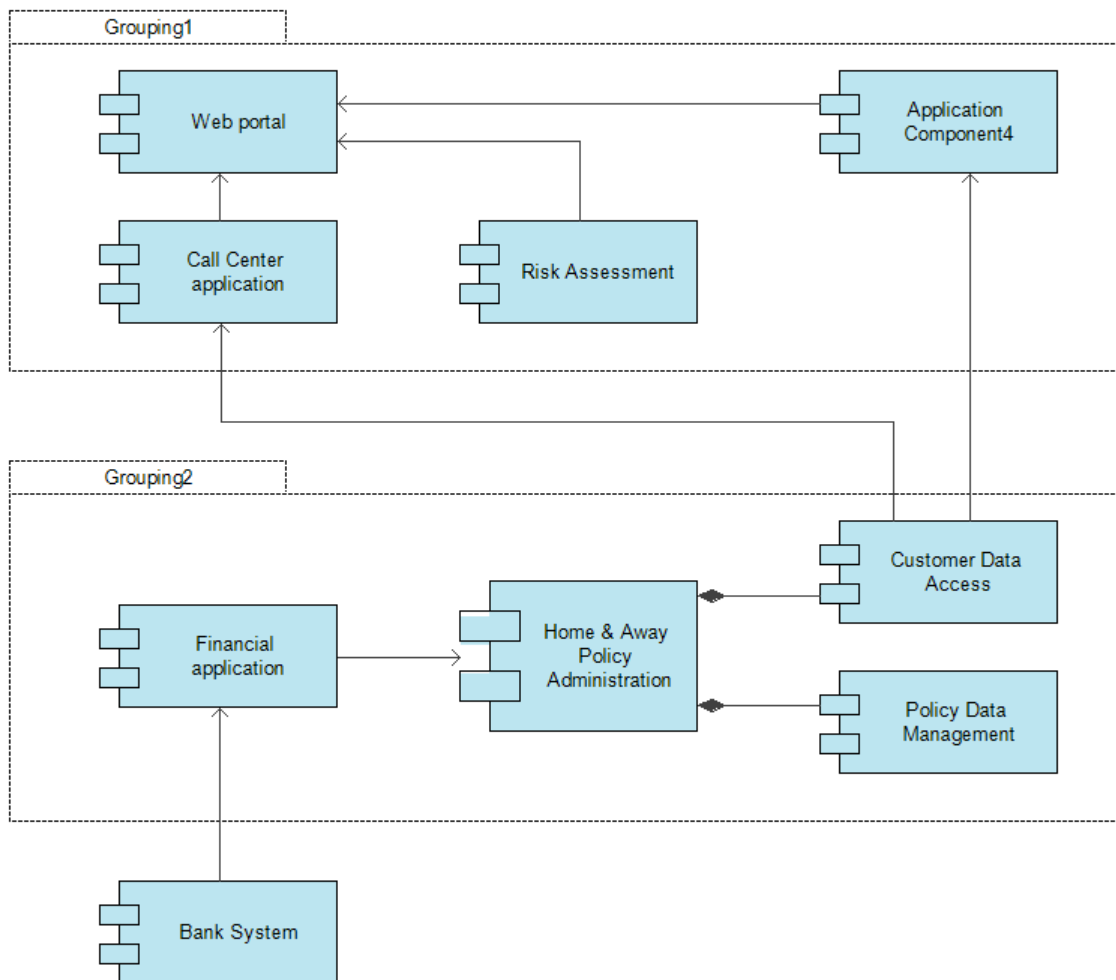 Grouping1
Web portal
Application
Component4
Call Center
application
Risk Assessment
Grouping2
Customer Data
Access
Home & Away
Policy
Administration
Financial
application
Policy Data
Management
Bank System